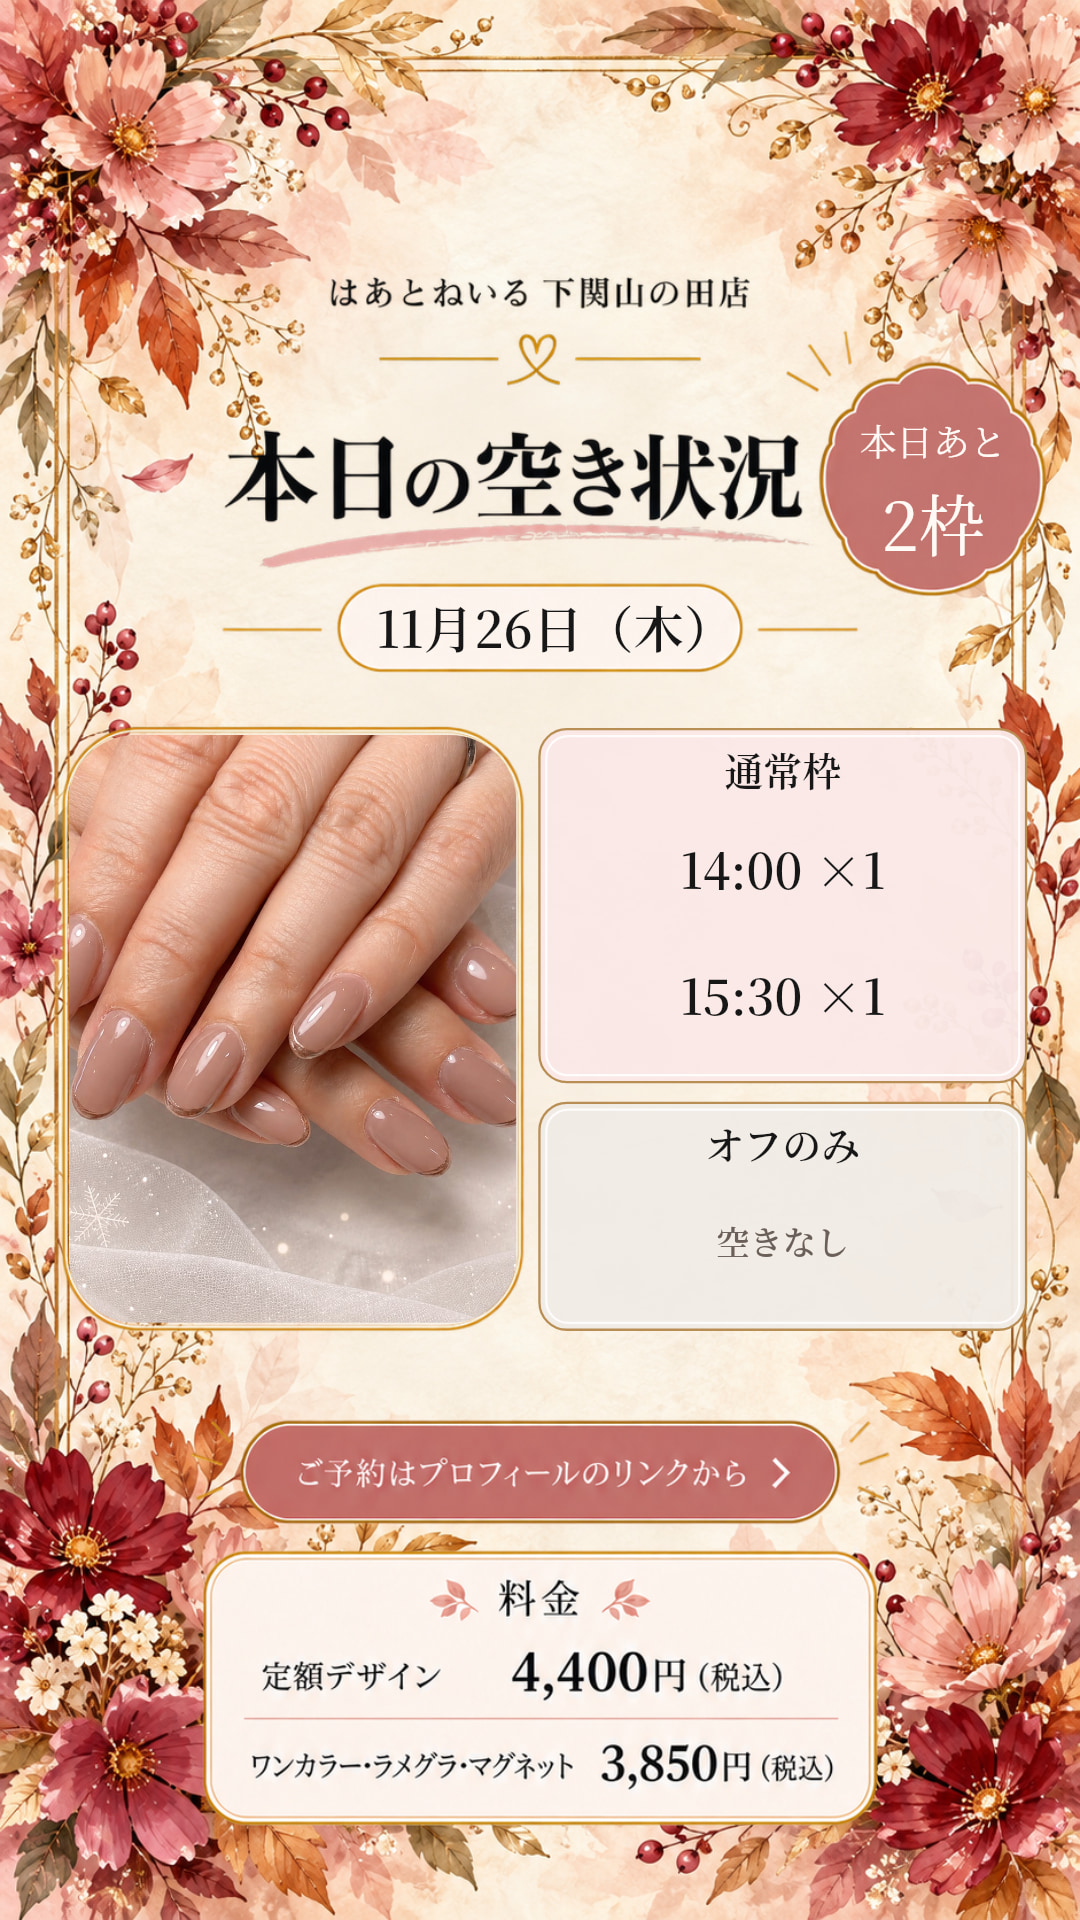 はあとねいる 下関山の田店
本日の空き状況
本日あと
2枠
11月26日（木）
通常枠
14:00 ×1
15:30 ×1
オフのみ
空きなし
ご予約はプロフィールのリンクから
料金
定額デザイン 4,400円 (税込)
ワンカラー・ラメグラ・マグネット 3,850円 (税込)